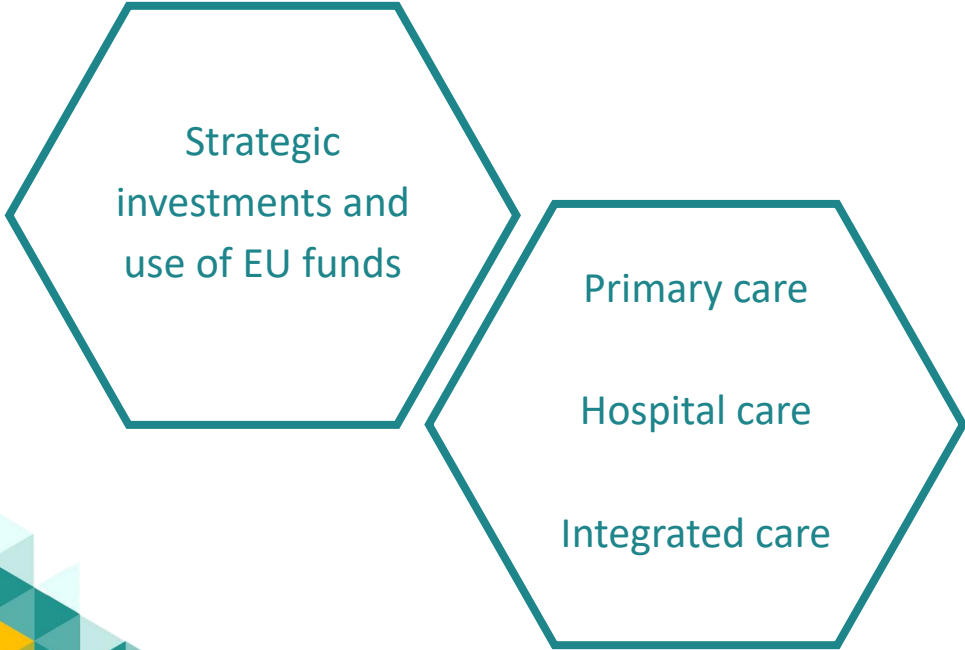 Strategic
investments and
use of EU funds
Primary care
Hospital care
Integrated care